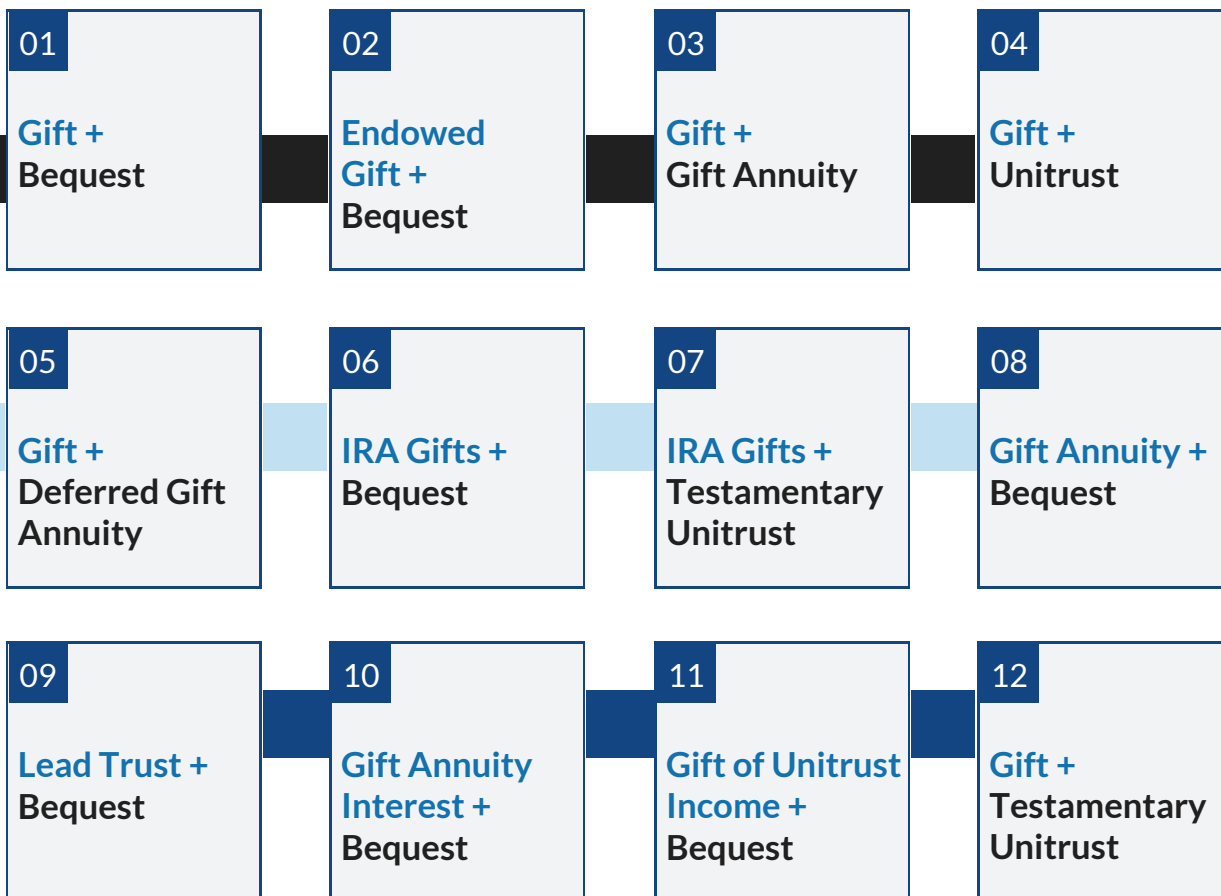 01
Gift +
Bequest
02
Endowed
Gift +
Bequest
03
Gift +
Gift Annuity
04
Gift +
Unitrust
05
Gift +
Deferred Gift
Annuity
06
IRA Gifts +
Bequest
07
IRA Gifts +
Testamentary
Unitrust
08
Gift Annuity +
Bequest
09
Lead Trust +
Bequest
10
Gift Annuity
Interest +
Bequest
11
Gift of Unitrust
Income +
Bequest
12
Gift +
Testamentary
Unitrust